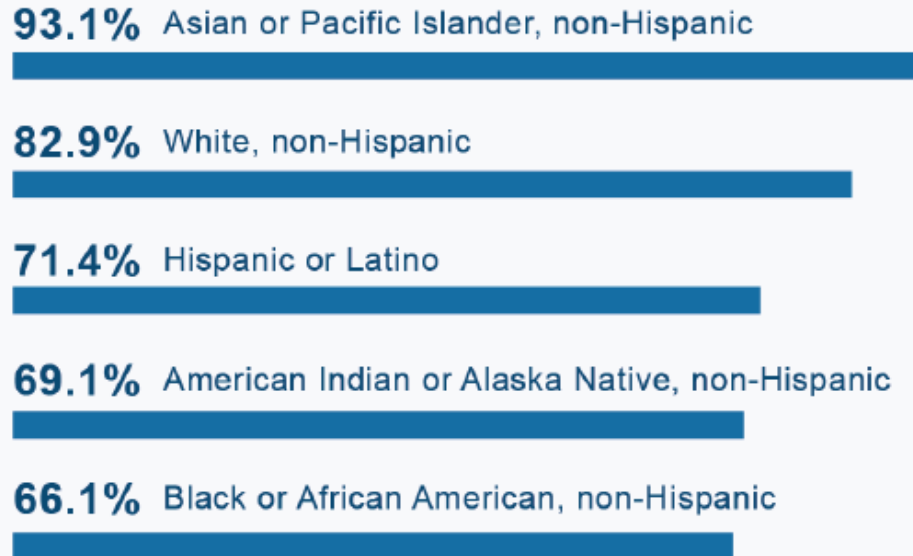 93.1% Asian or Pacific Islander, non-Hispanic
82.9% White, non-Hispanic
71.4% Hispanic or Latino
69.1% American Indian or Alaska Native, non-Hispanic
66.1% Black or African American, non-Hispanic